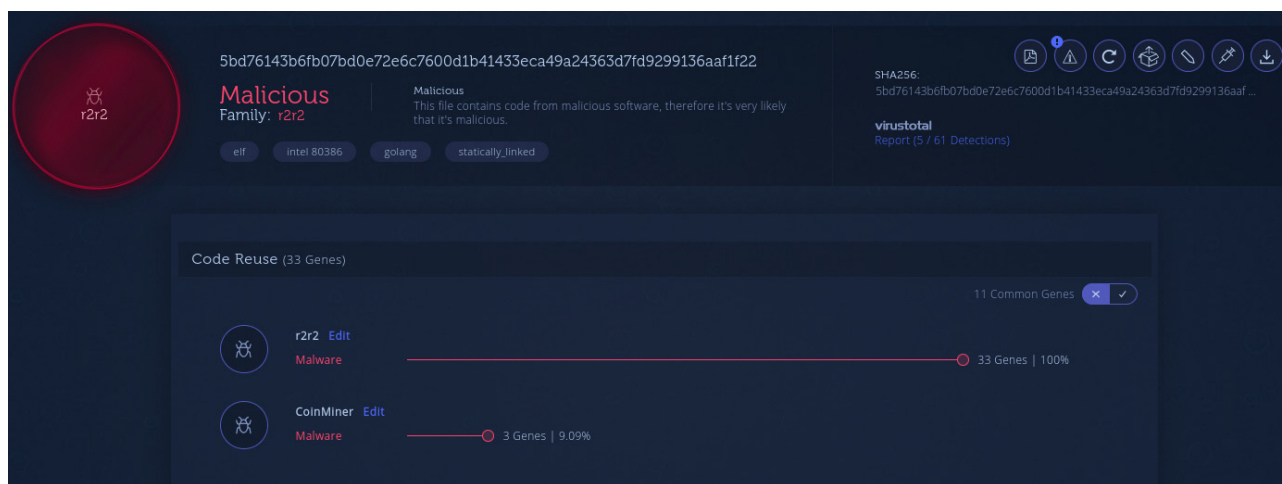 r2r2
5bd76143b6fb07bd0e72e6c7600d1b41433eca49a24363d7fd9299136aaf1f22
Malicious
Family: r2r2
Malicious
This file contains code from malicious software, therefore it's very likely
that it's malicious.
elf
intel 80386
golang
statically_linked
SHA256:
5bd76143b6fb07bd0e72e6c7600d1b41433eca49a24363d7fd9299136aaf ...
virustotal
Report (5 / 61 Detections)
Code Reuse (33 Genes)
11 Common Genes
r2r2 Edit
Malware
33 Genes | 100%
CoinMiner Edit
Malware
3 Genes | 9.09%